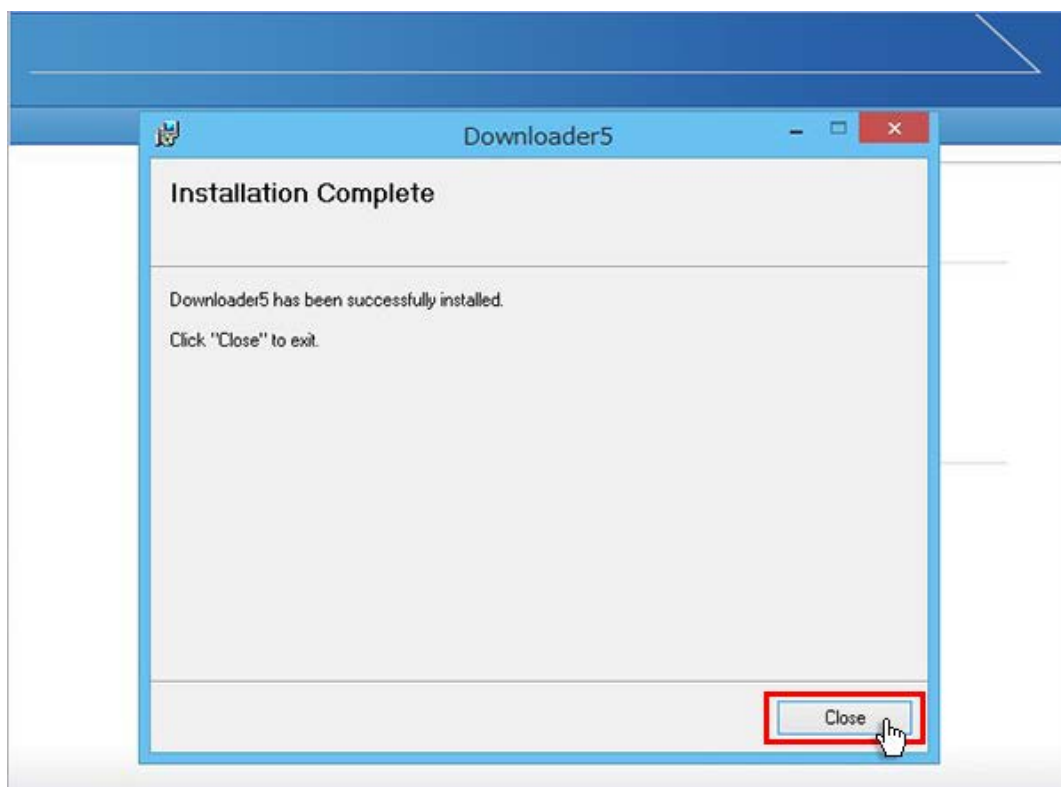 Downloader5
Installation Complete
Downloader5 has been successfully installed.
Click "Close" to exit.
Close